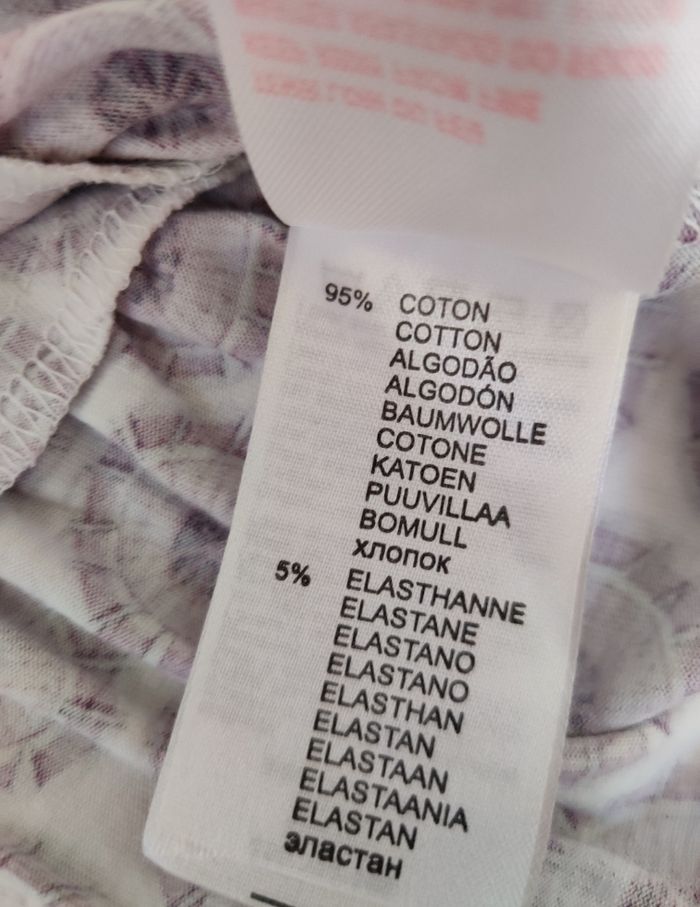 95% COTON
COTTON
ALGODÃO
ALGODÓN
BAUMWOLLE
COTONE
KATOEN
PUUVILLAA
BOMULL
хлопок
5% ELASTHANNE
ELASTANE
ELASTANO
ELASTANO
ELASTHAN
ELASTAN
ELASTAAN
ELASTAANIA
ELASTAN
эластан